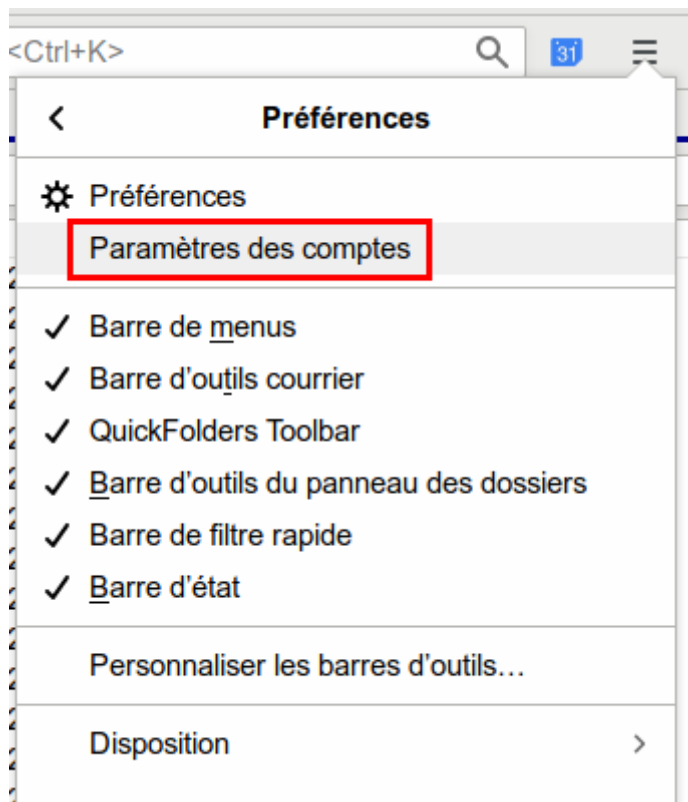 <Ctrl+K>
31
Préférences
Préférences
Paramètres des comptes
Barre de menus
Barre d’outils courrier
QuickFolders Toolbar
Barre d’outils du panneau des dossiers
Barre de filtre rapide
Barre d’état
Personnaliser les barres d’outils…
Disposition